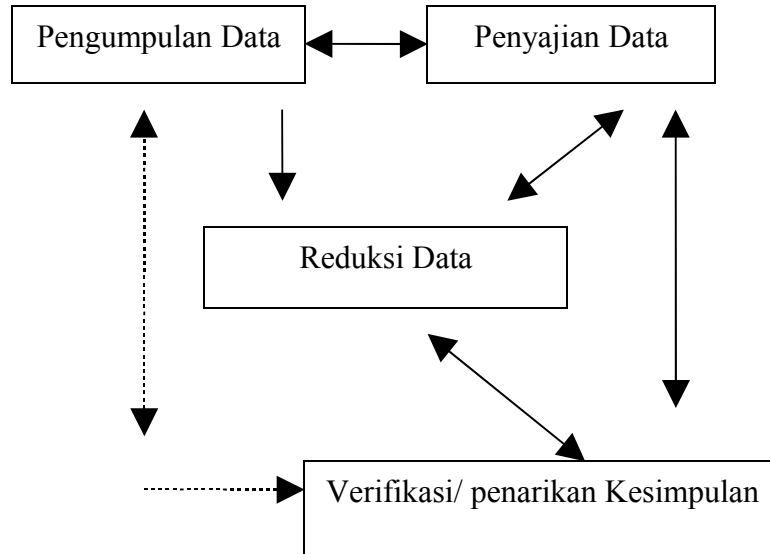 Pengumpulan Data
Penyajian Data
Reduksi Data
Verifikasi/ penarikan Kesimpulan